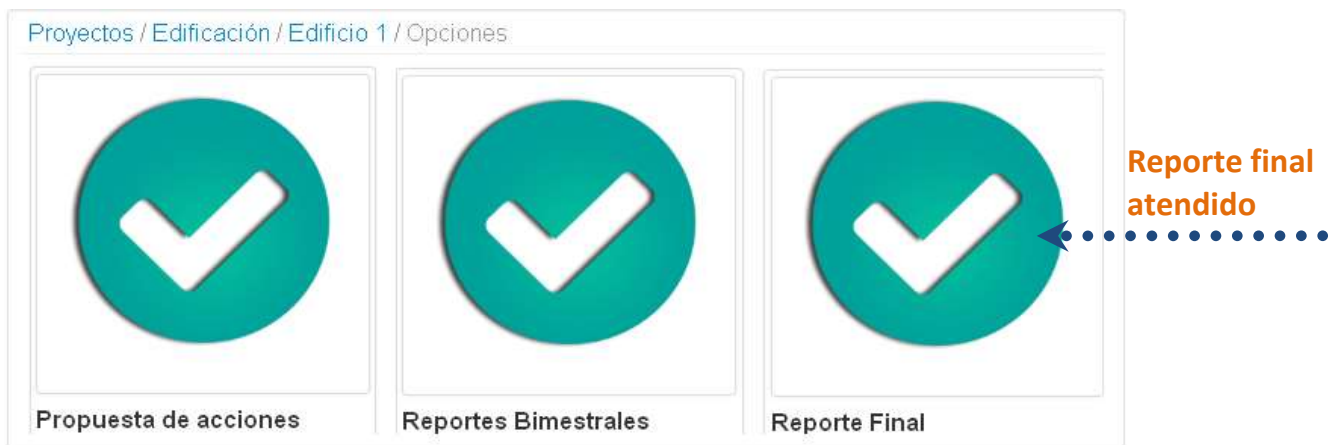 Proyectos / Edificación / Edificio 1 / Opciones
Reporte final
atendido
Propuesta de acciones
Reportes Bimestrales
Reporte Final